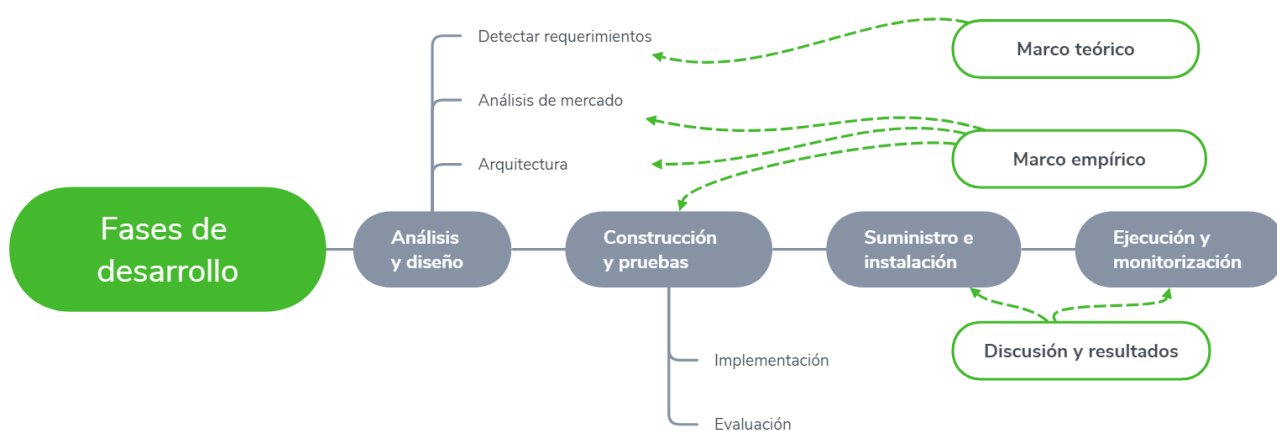 Detectar requerimientos
Marco teórico
Análisis de mercado
Marco empírico
Arquitectura
Fases de
desarrollo
Análisis
y diseño
Construcción
y pruebas
Suministro e
instalación
Ejecución y
monitorización
Discusión y resultados
Implementación
Evaluación